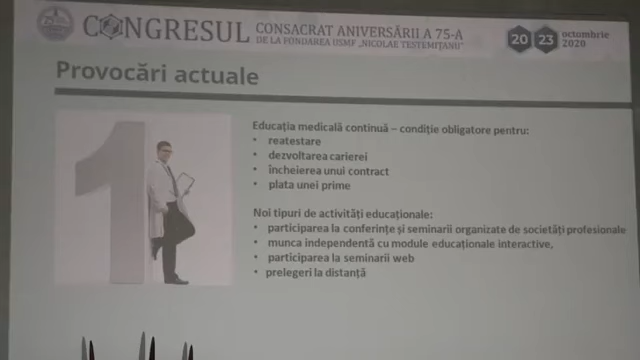 CONGRESUL CONSACRAT ANIVERSĂRII A 75-A
DE LA FONDAREA USMF „NICOLAE TESTEMIȚANU”
20 23 octombrie
2020
Provocări actuale
1
Educația medicală continuă – condiție obligatore pentru:
• reatestare
• dezvoltarea carierei
• încheierea unui contract
• plata unei prime
Noi tipuri de activități educaționale:
• participarea la conferințe și seminarii organizate de societăți profesionale
• munca independentă cu module educaționale interactive,
• participarea la seminarii web
• prelegeri la distanță